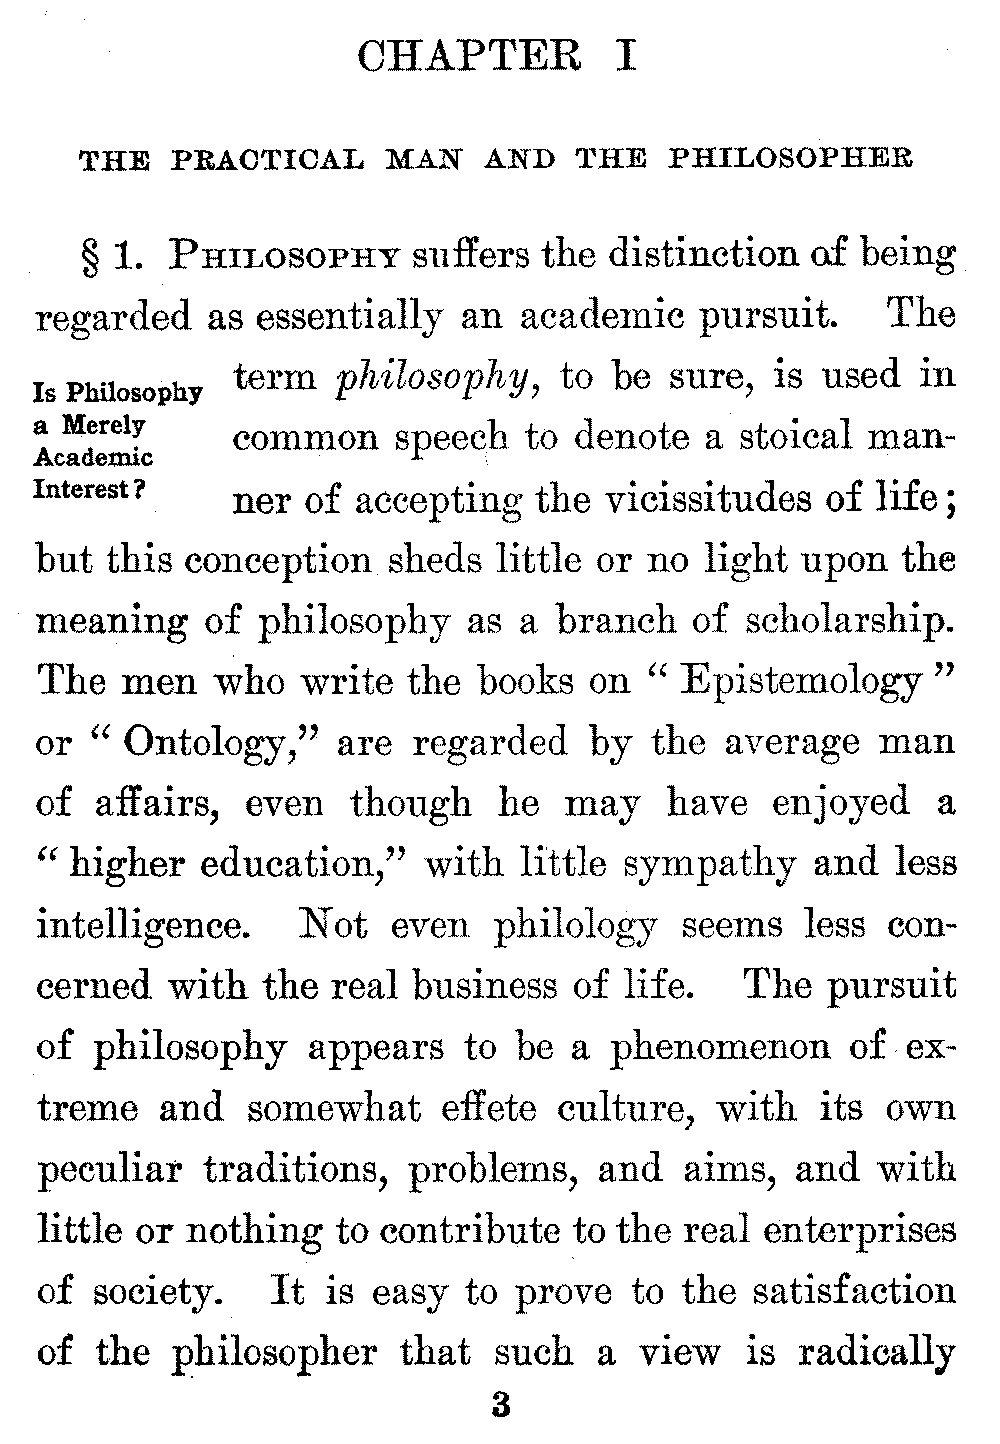 CHAPTER I
THE PRACTICAL MAN AND THE PHILOSOPHER
§ 1. PHILOSOPHY suffers the distinction of being
regarded as essentially an academic pursuit. The
Is Philosophy
a Merely
Academic
Interest?
term philosophy, to be sure, is used in
common speech to denote a stoical man-
ner of accepting the vicissitudes of life;
but this conception sheds little or no light upon the
meaning of philosophy as a branch of scholarship.
The men who write the books on “ Epistemology ”
or “ Ontology,” are regarded by the average man
of affairs, even though he may have enjoyed a
“ higher education,” with little sympathy and less
intelligence. Not even philology seems less con-
cerned with the real business of life. The pursuit
of philosophy appears to be a phenomenon of ex-
treme and somewhat effete culture, with its own
peculiar traditions, problems, and aims, and with
little or nothing to contribute to the real enterprises
of society. It is easy to prove to the satisfaction
of the philosopher that such a view is radically
3